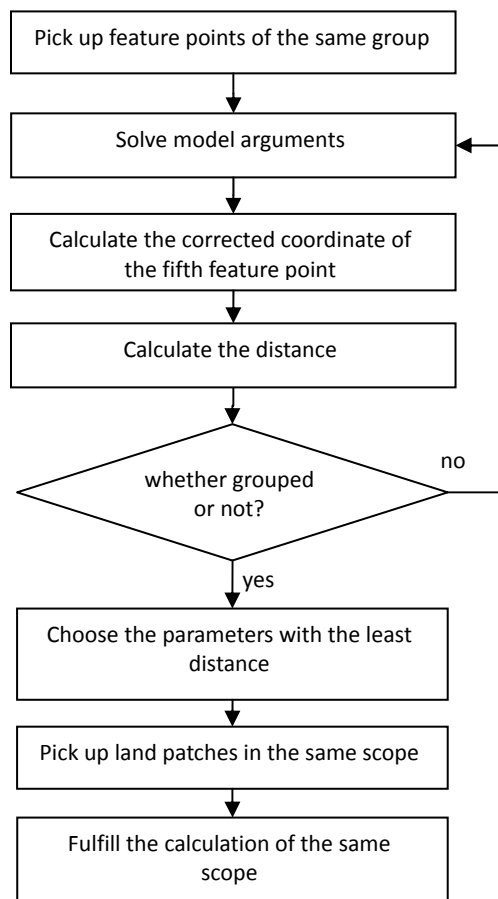 Pick up feature points of the same group
Solve model arguments
Calculate the corrected coordinate of
the fifth feature point
Calculate the distance
whether grouped
or not?
no
yes
Choose the parameters with the least
distance
Pick up land patches in the same scope
Fulfill the calculation of the same
scope